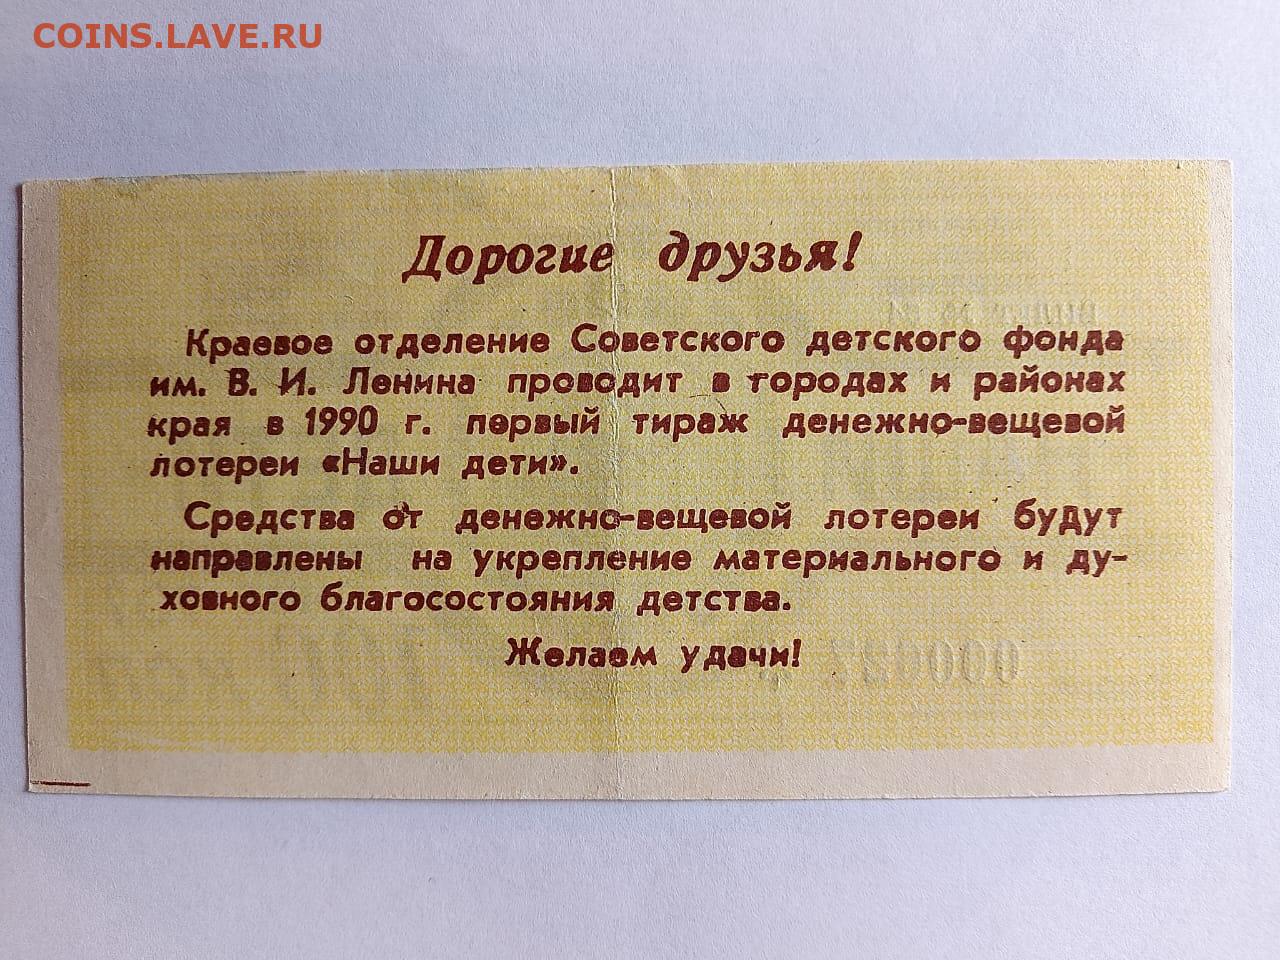 COINS.LAVE.RU
Дорогие друзья!
Краевое отделение Советского детского фонда
им. В. И. Ленина проводит в городах и районах
края в 1990 г. первый тираж денежно-вещевой
лотереи «Наши дети».
Средства от денежно-вещевой лотереи будут
направлены на укрепление материального и ду-
ховного благосостояния детства.
Желаем удачи!